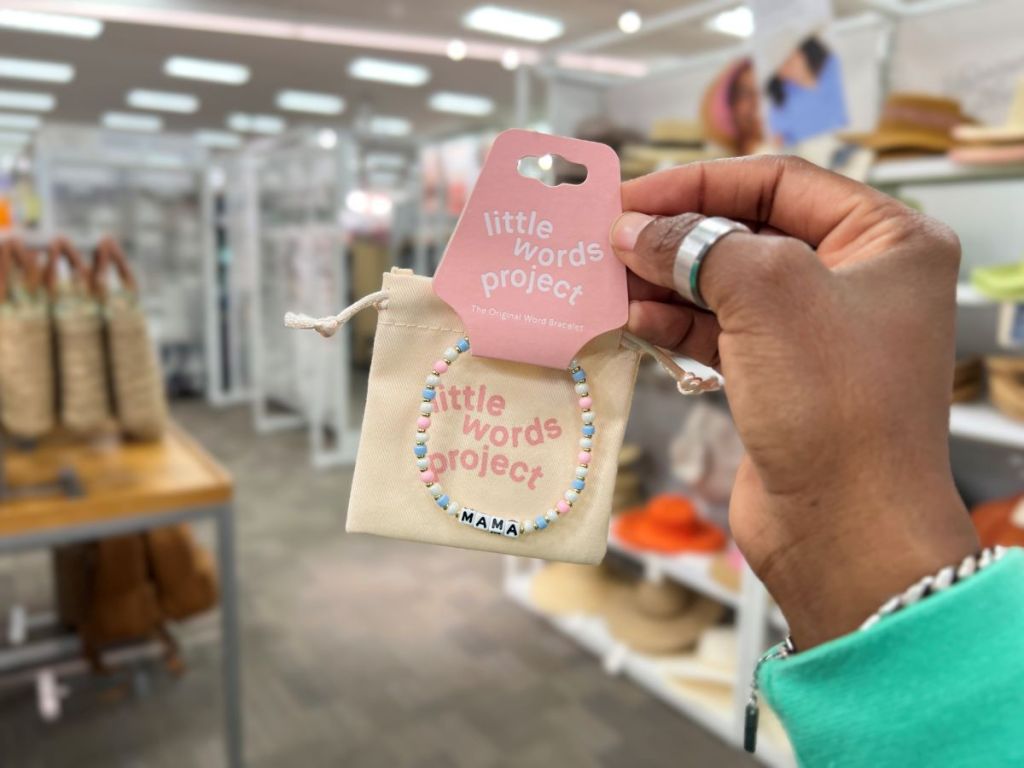 little
words
project
The Original Word Bracelet
little
words
project
MAMA